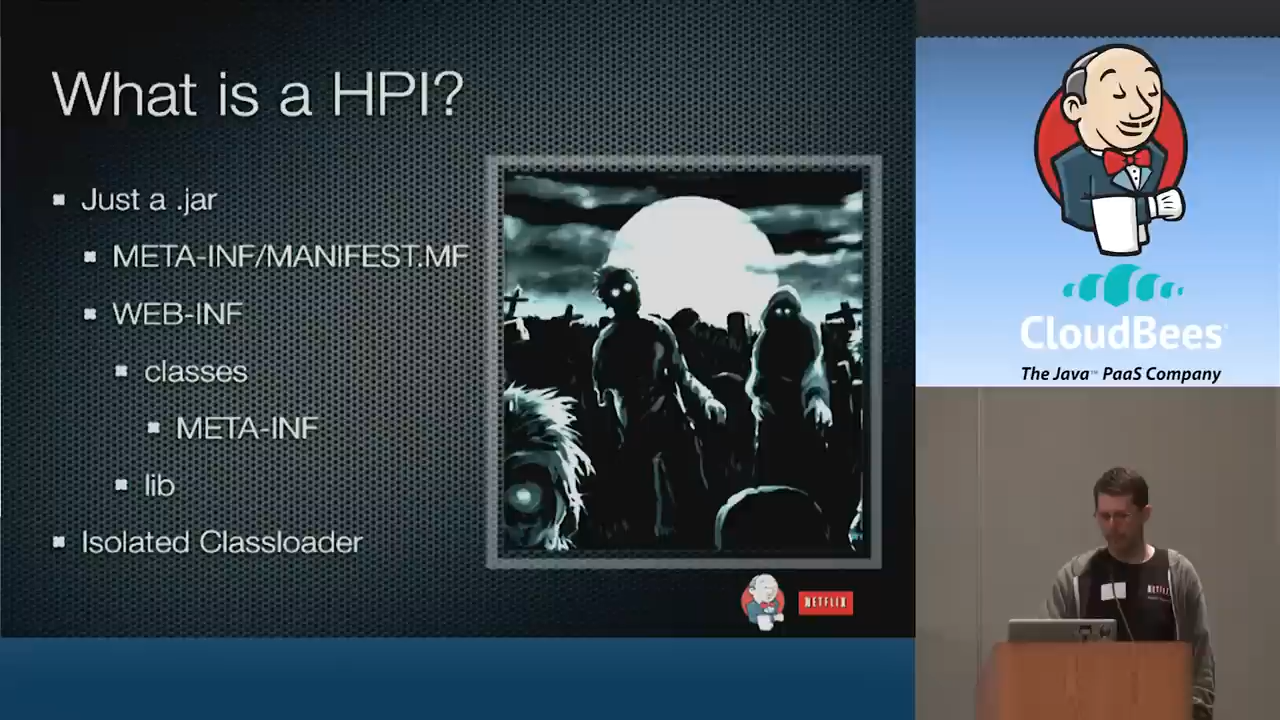 What is a HPI?
Just a .jar
META-INF/MANIFEST.MF
WEB-INF
classes
META-INF
lib
Isolated Classloader
NETFLIX
CloudBees
The Java™ PaaS Company
NETFLIX